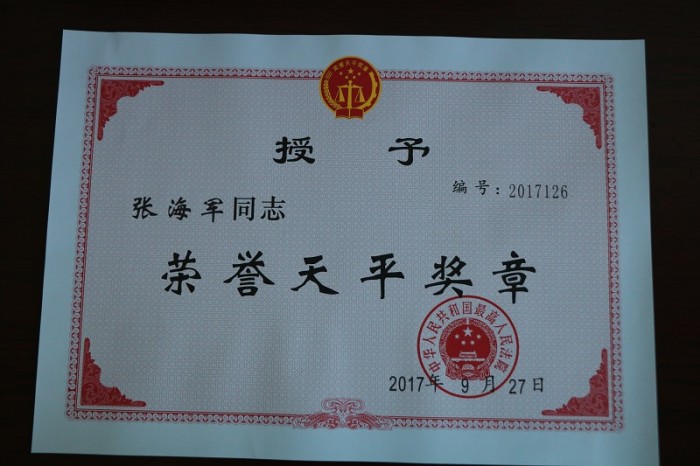 授予
编号：2017126
张海军同志
荣誉天平奖章
中华人民共和国最高人民法院
2017年9月27日